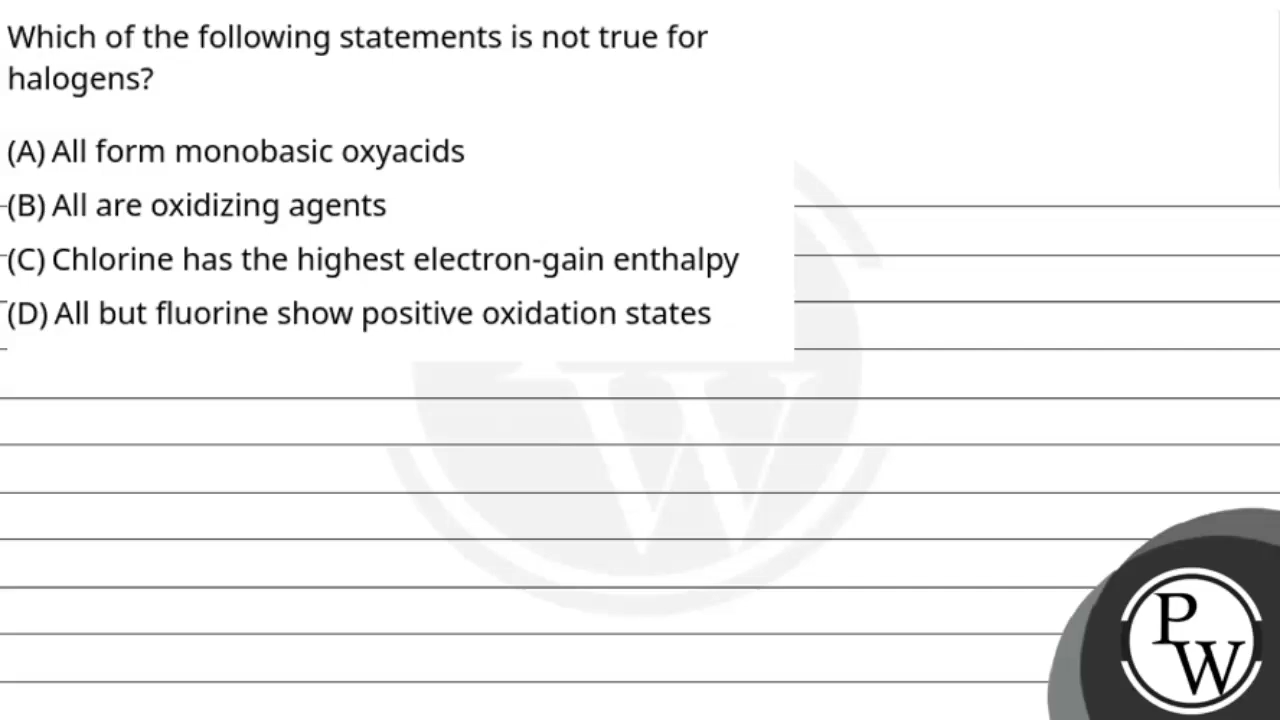 Which of the following statements is not true for
halogens?
(A) All form monobasic oxyacids
(B) All are oxidizing agents
(C) Chlorine has the highest electron-gain enthalpy
(D) All but fluorine show positive oxidation states
W
P
W